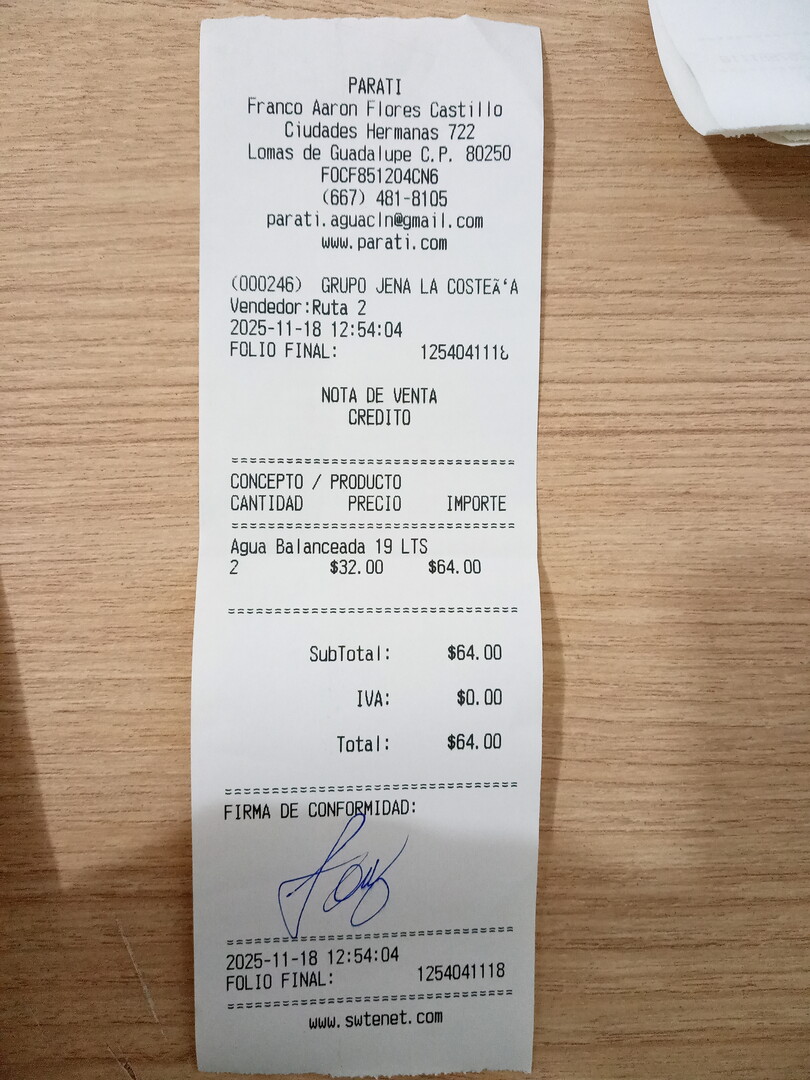 PARATI
Franco Aaron Flores Castillo
Ciudades Hermanas 722
Lomas de Guadalupe C.P. 80250
FOCF851204CN6
(667) 481-8105
parati.aguacln@gmail.com
www.parati.com
(000246) GRUPO JENA LA COSTEÃ‘A
Vendedor:Ruta 2
2025-11-18 12:54:04
FOLIO FINAL: 1254041118
NOTA DE VENTA
CREDITO
================================
CONCEPTO / PRODUCTO
CANTIDAD PRECIO IMPORTE
================================
Agua Balanceada 19 LTS
2 $32.00 $64.00
================================
SubTotal: $64.00
IVA: $0.00
Total: $64.00
================================
FIRMA DE CONFORMIDAD:
================================
2025-11-18 12:54:04
FOLIO FINAL: 1254041118
================================
www.swtenet.com